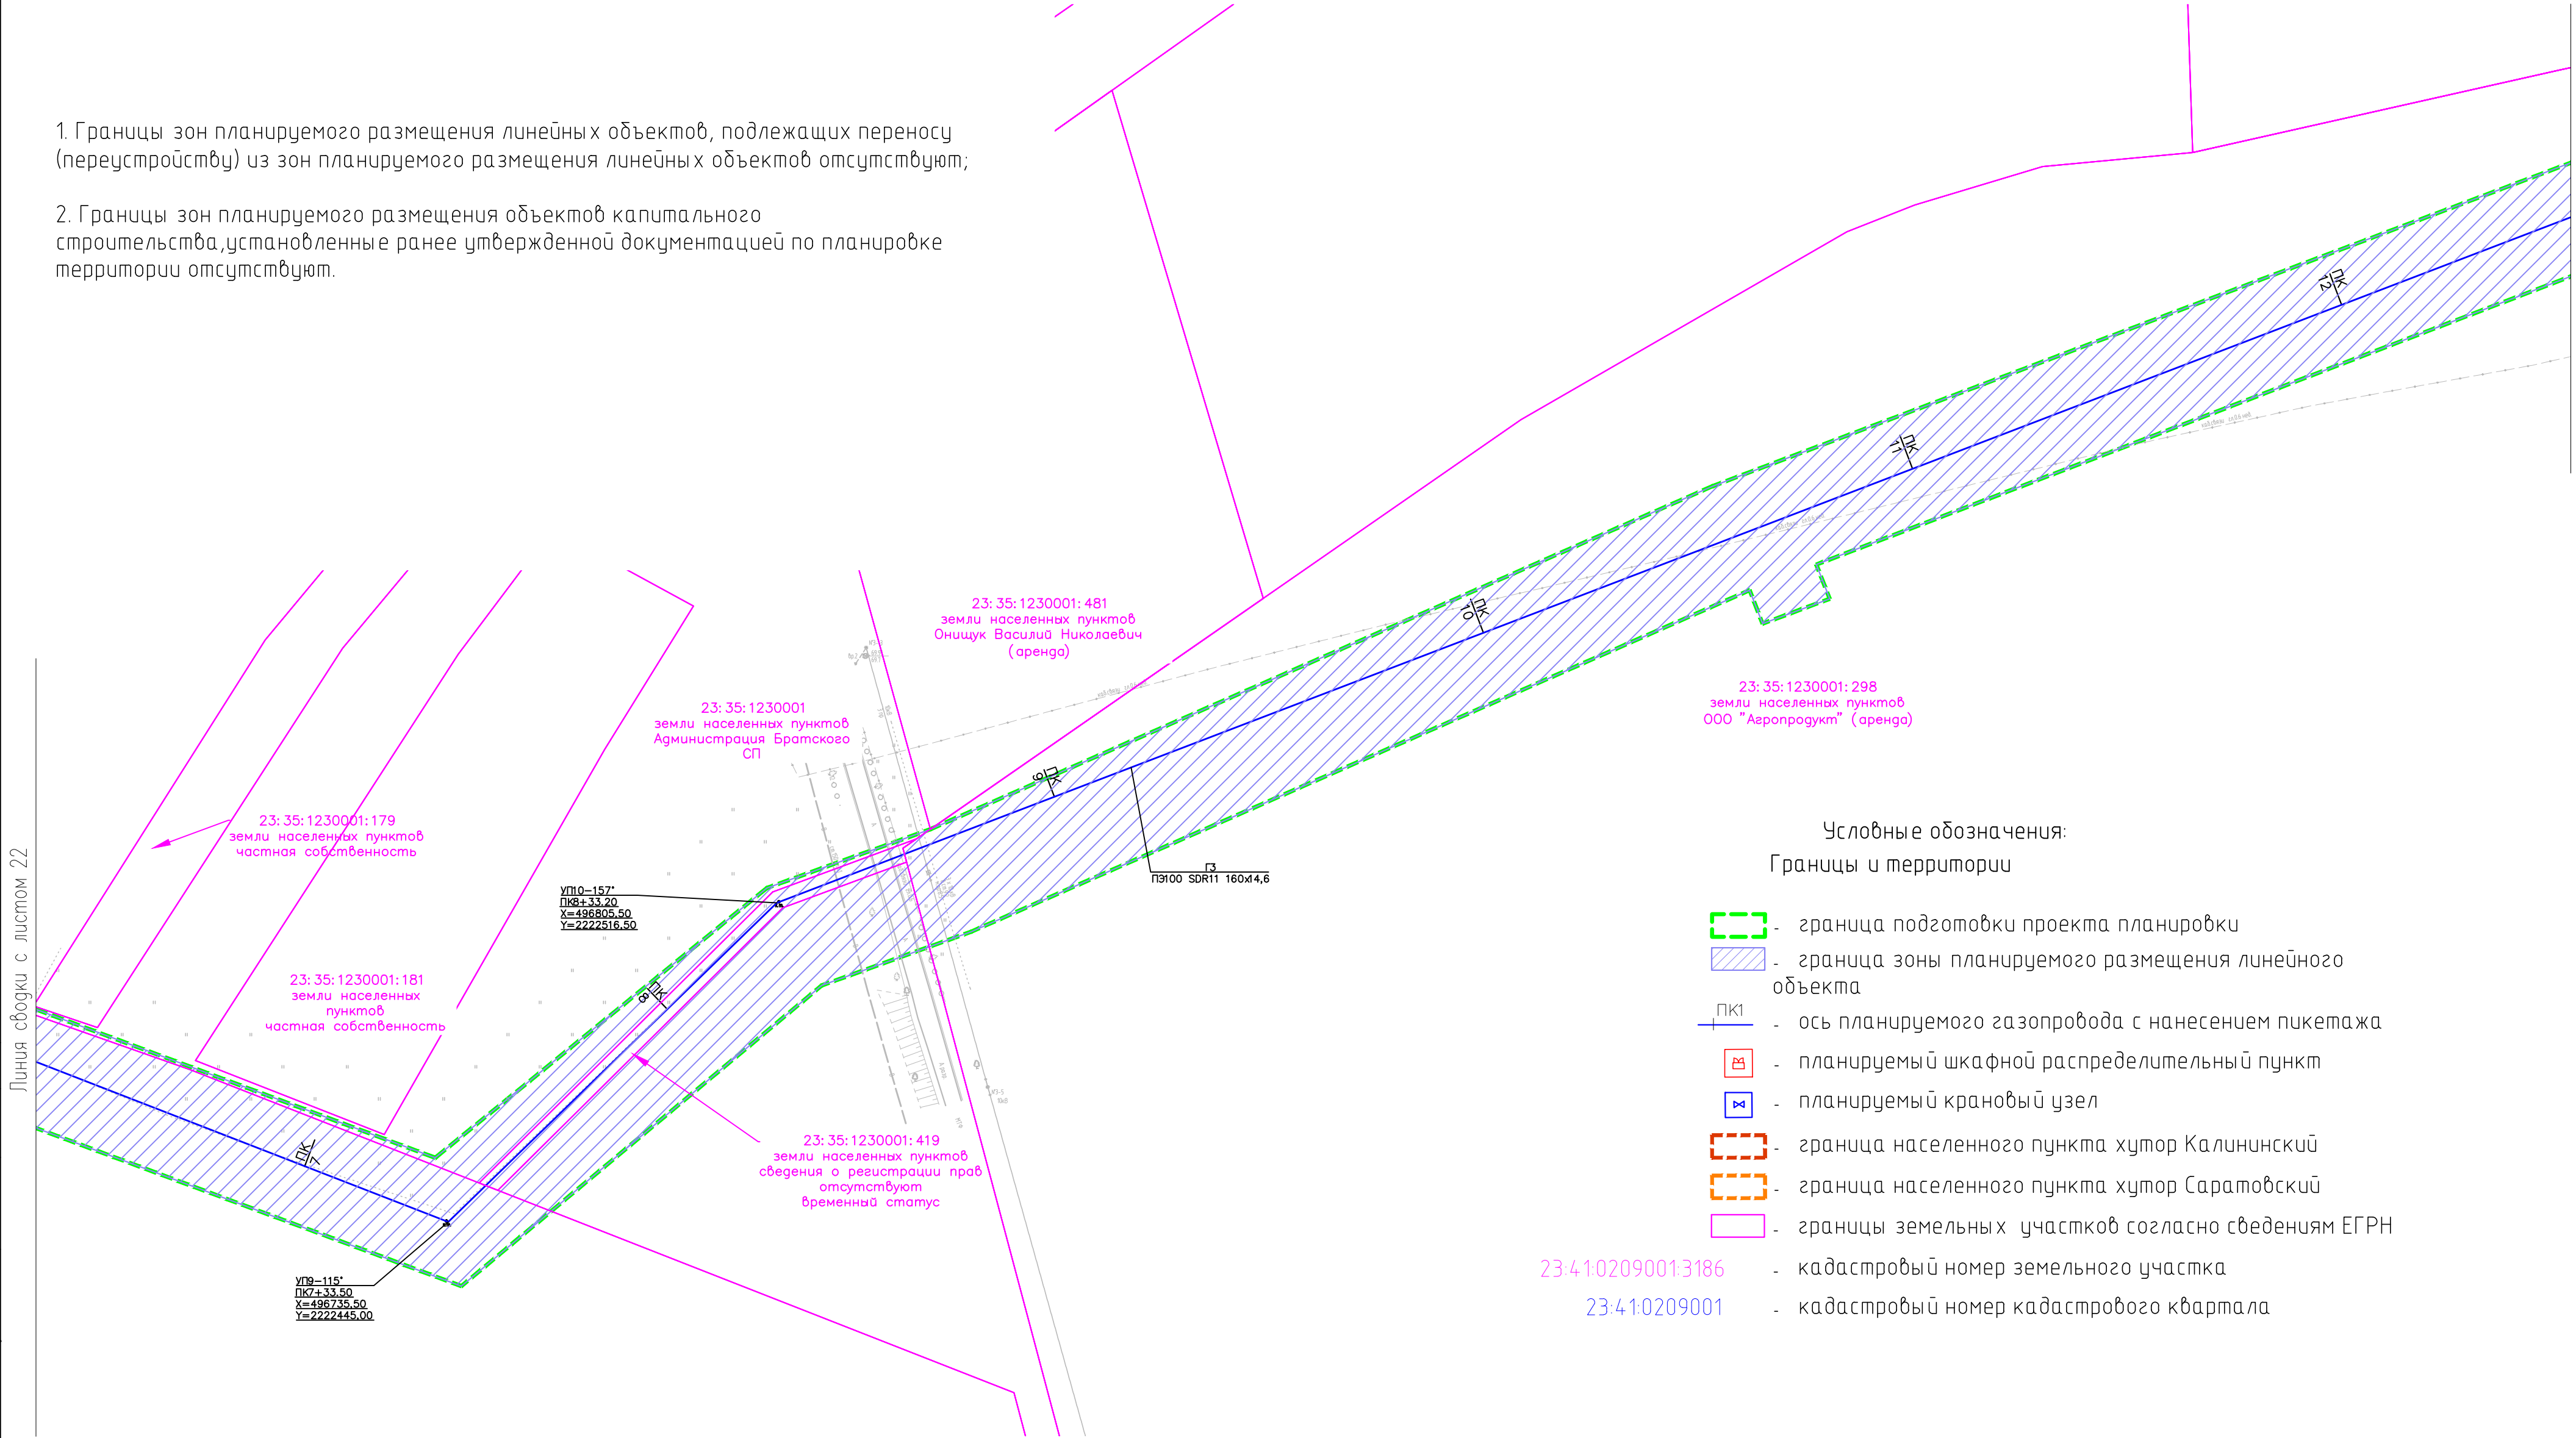 1. Границы зон планируемого размещения линейных объектов, подлежащих переносу
(переустройству) из зон планируемого размещения линейных объектов отсутствуют;
2. Границы зон планируемого размещения объектов капитального
строительства,установленные ранее утвержденной документацией по планировке
территории отсутствуют.
ПК
12
ПК
11
ПК
10
ПК
9
23:35:1230001:481
земли населенных пунктов
Онищук Василий Николаевич
(аренда)
23:35:1230001
земли населенных пунктов
Администрация Братского
СП
23:35:1230001:298
земли населенных пунктов
ООО "Агропродукт" (аренда)
23:35:1230001:179
земли населенных пунктов
частная собственность
Г3
ПЭ100 SDR11 160х14,6
УП10-157°
ПК8+33.20
X=496805.50
Y=2222516.50
Линия сводки с листом 22
23:35:1230001:181
земли населенных
пунктов
частная собственность
ПК
8
ПК
7
23:35:1230001:419
земли населенных пунктов
сведения о регистрации прав
отсутствуют
временный статус
УП9-115°
ПК7+33.50
X=496735.50
Y=2222445.00
Условные обозначения:
Границы и территории
- граница подготовки проекта планировки
- граница зоны планируемого размещения линейного
объекта
ПК1
- ось планируемого газопровода с нанесением пикетажа
- планируемый шкафной распределительный пункт
- планируемый крановый узел
- граница населенного пункта хутор Калининский
- граница населенного пункта хутор Саратовский
- границы земельных участков согласно сведениям ЕГРН
23:41:0209001:3186 - кадастровый номер земельного участка
23:41:0209001 - кадастровый номер кадастрового квартала